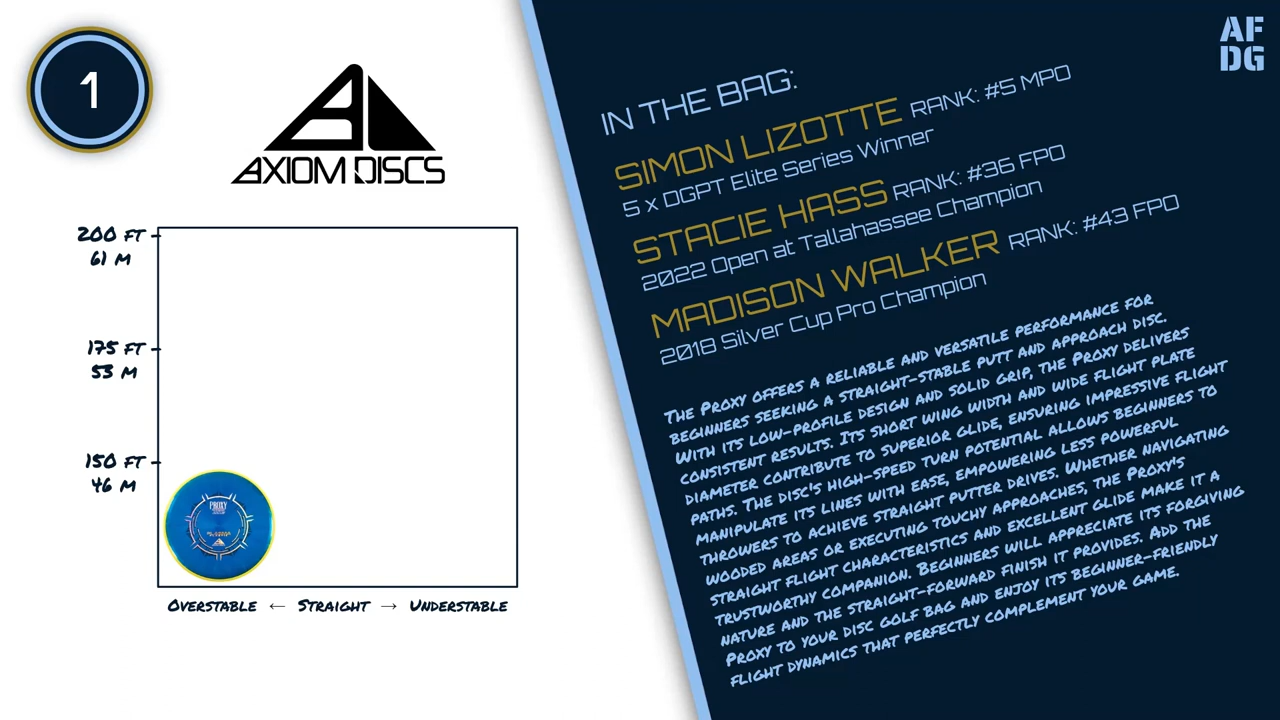 1
AXIOM DISCS
200 FT
61 M
175 FT
53 M
150 FT
46 M
PROXY
OVERSTABLE ← STRAIGHT → UNDERSTABLE
AF
DG
IN THE BAG:
SIMON LIZOTTE RANK: #5 MPO
5 x DGPT Elite Series Winner
STACIE HASS RANK: #36 FPO
2022 Open at Tallahassee Champion
MADISON WALKER RANK: #43 FPO
2018 Silver Cup Pro Champion
THE PROXY OFFERS A RELIABLE AND VERSATILE PERFORMANCE FOR
BEGINNERS SEEKING A STRAIGHT-STABLE PUTT AND APPROACH DISC.
WITH ITS LOW-PROFILE DESIGN AND SOLID GRIP, THE PROXY DELIVERS
CONSISTENT RESULTS. ITS SHORT WING WIDTH AND WIDE FLIGHT PLATE
DIAMETER CONTRIBUTE TO SUPERIOR GLIDE, ENSURING IMPRESSIVE FLIGHT
PATHS. THE DISC'S HIGH-SPEED TURN POTENTIAL ALLOWS BEGINNERS TO
MANIPULATE ITS LINES WITH EASE, EMPOWERING LESS POWERFUL
THROWERS TO ACHIEVE STRAIGHT PUTTER DRIVES. WHETHER NAVIGATING
WOODED AREAS OR EXECUTING TOUCHY APPROACHES, THE PROXY'S
STRAIGHT FLIGHT CHARACTERISTICS AND EXCELLENT GLIDE MAKE IT A
TRUSTWORTHY COMPANION. BEGINNERS WILL APPRECIATE ITS FORGIVING
NATURE AND THE STRAIGHT-FORWARD FINISH IT PROVIDES. ADD THE
PROXY TO YOUR DISC GOLF BAG AND ENJOY ITS BEGINNER-FRIENDLY
FLIGHT DYNAMICS THAT PERFECTLY COMPLEMENT YOUR GAME.